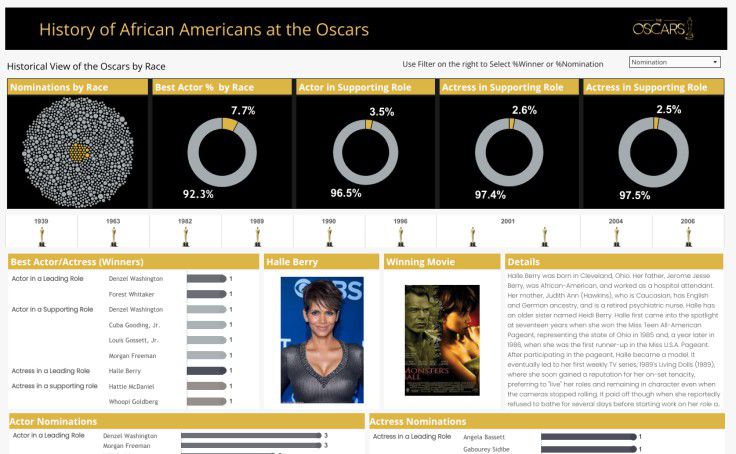 History of African Americans at the Oscars
THE
OSCARS
Historical View of the Oscars by Race
Use Filter on the right to Select %Winner or %Nomination
Nomination
Nominations by Race
Best Actor % by Race
Actor in Supporting Role
Actress in Supporting Role
Actress in Supporting Role
7.7%
92.3%
3.5%
96.5%
2.6%
97.4%
2.5%
97.5%
1939
1963
1982
1989
1990
1996
2001
2004
2006
Best Actor/Actress (Winners)
Actor in a Leading Role
Denzel Washington
1
Forest Whitaker
1
Actor in a Supporting Role
Denzel Washington
1
Cuba Gooding, Jr.
1
Louis Gossett, Jr.
1
Morgan Freeman
1
Actress in a Leading Role
Halle Berry
1
Actress in a supporting role
Hattie McDaniel
1
Whoopi Goldberg
1
Halle Berry
CBS
Winning Movie
MONSTER'S
BALL
Details
Halle Berry was born in Cleveland, Ohio. Her father, Jerome Jesse
Berry, was African-American, and worked as a hospital attendant.
Her mother, Judith Ann (Hawkins), who is Caucasian, has English
and German ancestry, and is a retired psychiatric nurse. Halle has
an older sister named Heidi Berry. Halle first came into the spotlight
at seventeen years when she won the Miss Teen All-American
Pageant, representing the state of Ohio in 1985 and, a year later in
1986, when she was the first runner-up in the Miss U.S.A. Pageant.
After participating in the pageant, Halle became a model. It
eventually led to her first weekly TV series, 1989's Living Dolls (1989),
where she soon gained a reputation for her on-set tenacity,
preferring to "live" her roles and remaining in character even when
the cameras stopped rolling. It paid off though when she reportedly
refused to bathe for several days before starting work on her role a
Actor Nominations
Actor in a Leading Role
Denzel Washington
3
Morgan Freeman
3
Actress Nominations
Actress in a Leading Role
Angela Bassett
1
Gabourey Sidibe
1